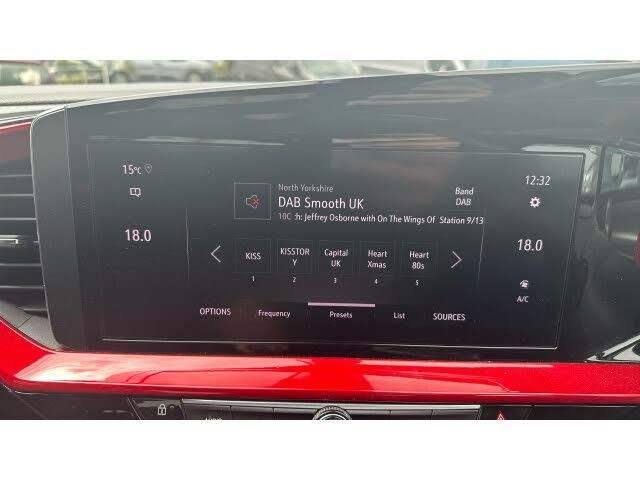 15°C
North Yorkshire
DAB Smooth UK
10C :h: Jeffrey Osborne with On The Wings Of Station 9/13
Band
DAB
12:32
18.0
18.0
KISS
KISSTOR
Y
Capital
UK
Heart
Xmas
Heart
80s
1 2 3 4 5
A/C
OPTIONS Frequency Presets List SOURCES
AUDIO